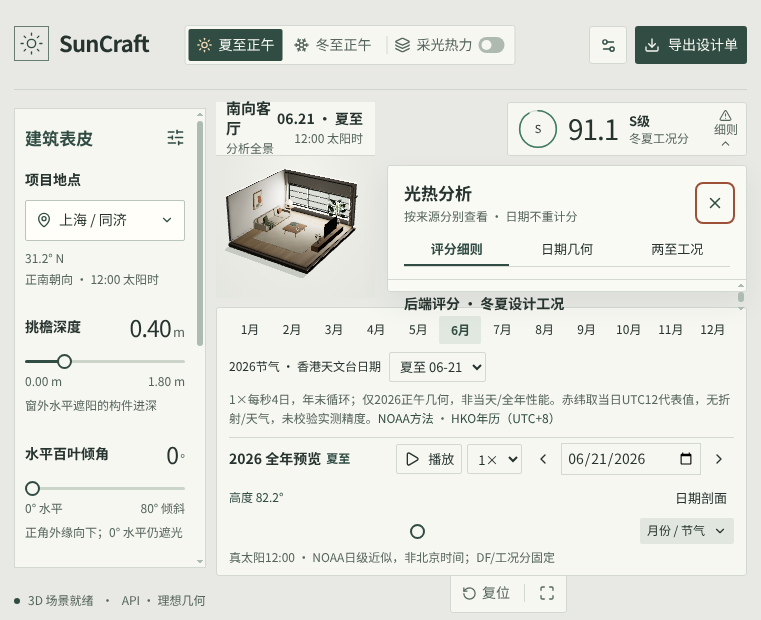 SunCraft
夏至正午
冬至正午
采光热力
导出设计单
建筑表皮
项目地点
上海 / 同济
31.2° N
正南朝向 · 12:00 太阳时
挑檐深度
0.40 m
0.00 m
1.80 m
窗外水平遮阳的构件进深
水平百叶倾角
0°
0° 水平
80° 倾斜
正角外缘向下；0° 水平仍遮光
3D 场景就绪 · API · 理想几何
南向客厅
分析全景
06.21 · 夏至
12:00 太阳时
S
91.1
S级
冬夏工况分
细则
光热分析
按来源分别查看 · 日期不重计分
评分细则
日期几何
两至工况
后端评分 · 冬夏设计工况
1月
2月
3月
4月
5月
6月
7月
8月
9月
10月
11月
12月
2026节气 · 香港天文台日期
夏至 06-21
1×每秒4日，年末循环；仅2026正午几何，非当天/全年性能。赤纬取当日UTC12代表值，无折
射/天气，未校验实测精度。NOAA方法 · HKO年历（UTC+8）
2026 全年预览 夏至
播放
1×
06/21/2026
高度 82.2°
日期剖面
月份 / 节气
真太阳12:00 · NOAA日级近似，非北京时间；DF/工况分固定
复位